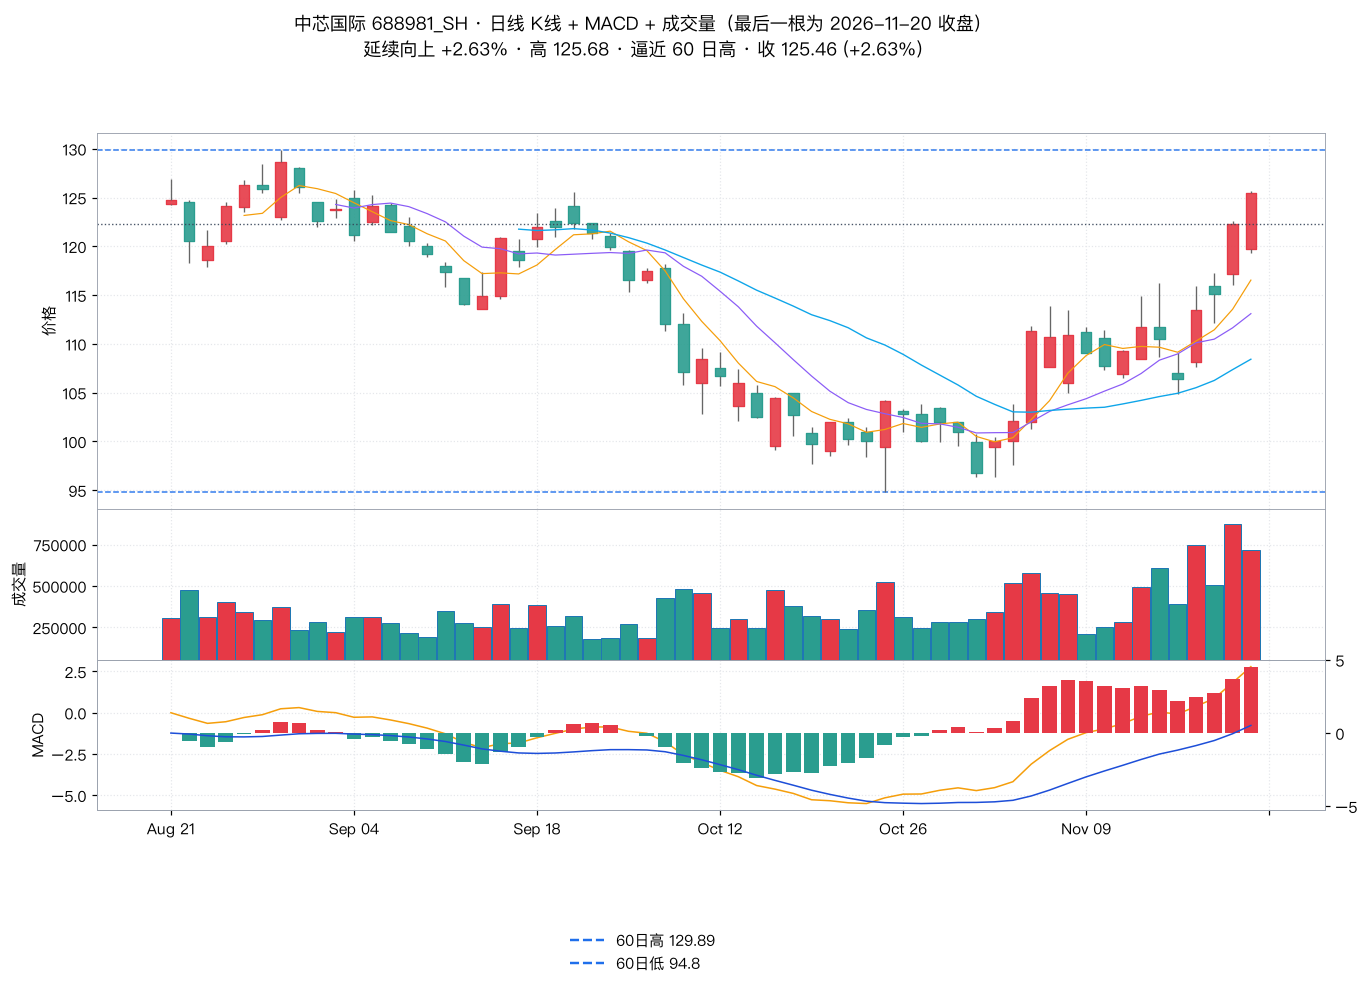 中芯国际 688981_SH · 日线 K线 + MACD + 成交量（最后一根为 2026–11–20 收盘）
延续向上 +2.63% · 高 125.68 · 逼近 60 日高 · 收 125.46 (+2.63%)
价格
130
125
120
115
110
105
100
95
成交量
750000
500000
250000
MACD
2.5
0.0
−2.5
−5.0
5
0
−5
Aug 21
Sep 04
Sep 18
Oct 12
Oct 26
Nov 09
60日高 129.89
60日低 94.8